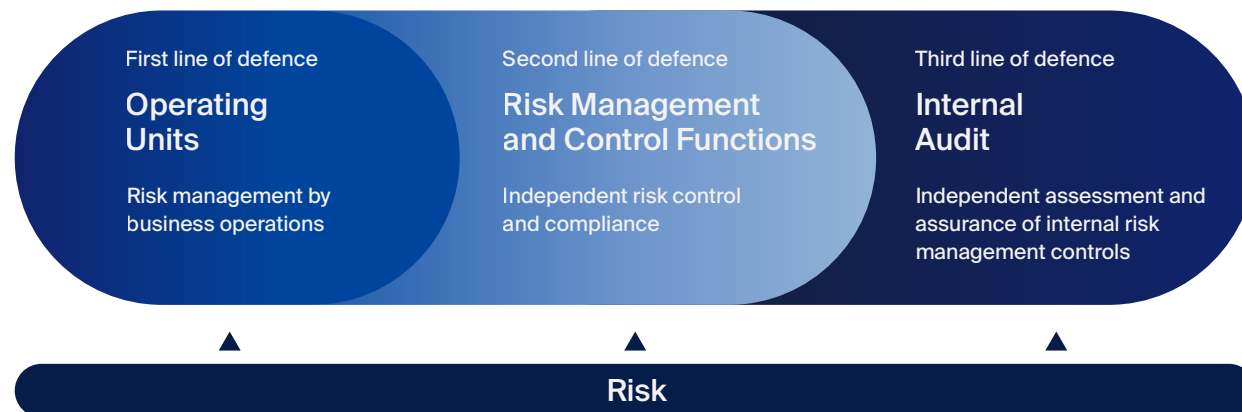 First line of defence
Operating
Units
Risk management by
business operations
Second line of defence
Risk Management
and Control Functions
Independent risk control
and compliance
Third line of defence
Internal
Audit
Independent assessment and
assurance of internal risk
management controls
Risk